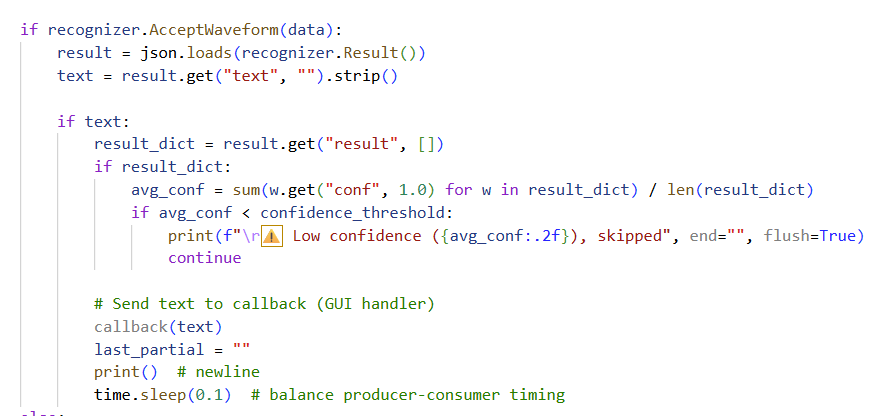 if recognizer.AcceptWaveform(data):
    result = json.loads(recognizer.Result())
    text = result.get("text", "").strip()

    if text:
        result_dict = result.get("result", [])
        if result_dict:
            avg_conf = sum(w.get("conf", 1.0) for w in result_dict) / len(result_dict)
            if avg_conf < confidence_threshold:
                print(f"\r⚠️ Low confidence ({avg_conf:.2f}), skipped", end="", flush=True)
                continue

        # Send text to callback (GUI handler)
        callback(text)
        last_partial = ""
        print()  # newline
        time.sleep(0.1)  # balance producer-consumer timing